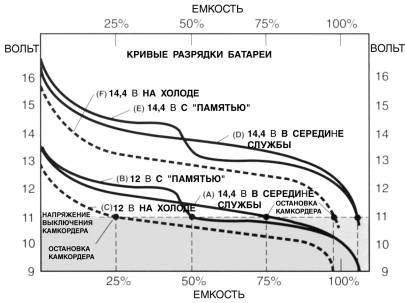 ЕМКОСТЬ
25%
50%
75%
100%
ВОЛЬТ
ВОЛЬТ
КРИВЫЕ РАЗРЯДКИ БАТАРЕИ
16
16
(F) 14,4 В НА ХОЛОДЕ
15
15
(E) 14,4 В С "ПАМЯТЬЮ"
14
14
(D) 14,4 В В СЕРЕДИНЕ
СЛУЖБЫ
13
13
(B) 12 В С "ПАМЯТЬЮ"
12
12
(A) 14,4 В В СЕРЕДИНЕ
СЛУЖБЫ
ОСТАНОВКА
КАМКОРДЕРА
(C) 12 В НА ХОЛОДЕ
11
11
НАПРЯЖЕНИЕ
ВЫКЛЮЧЕНИЯ
КАМКОРДЕРА
ОСТАНОВКА
КАМКОРДЕРА
10
10
9
9
25%
50%
75%
100%
ЕМКОСТЬ